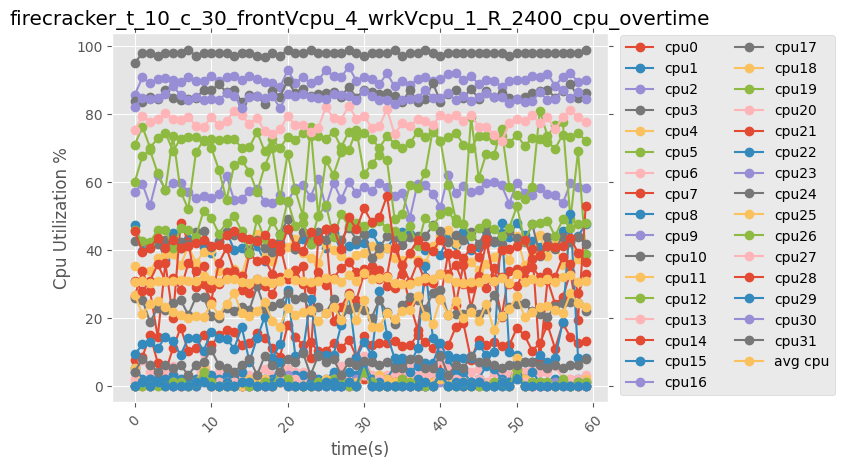 firecracker_t_10_c_30_frontVcpu_4_wrkVcpu_1_R_2400_cpu_overtime
100
80
60
40
20
0
Cpu Utilization %
0
10
20
30
40
50
60
time(s)
cpu0
cpu1
cpu2
cpu3
cpu4
cpu5
cpu6
cpu7
cpu8
cpu9
cpu10
cpu11
cpu12
cpu13
cpu14
cpu15
cpu16
cpu17
cpu18
cpu19
cpu20
cpu21
cpu22
cpu23
cpu24
cpu25
cpu26
cpu27
cpu28
cpu29
cpu30
cpu31
avg cpu